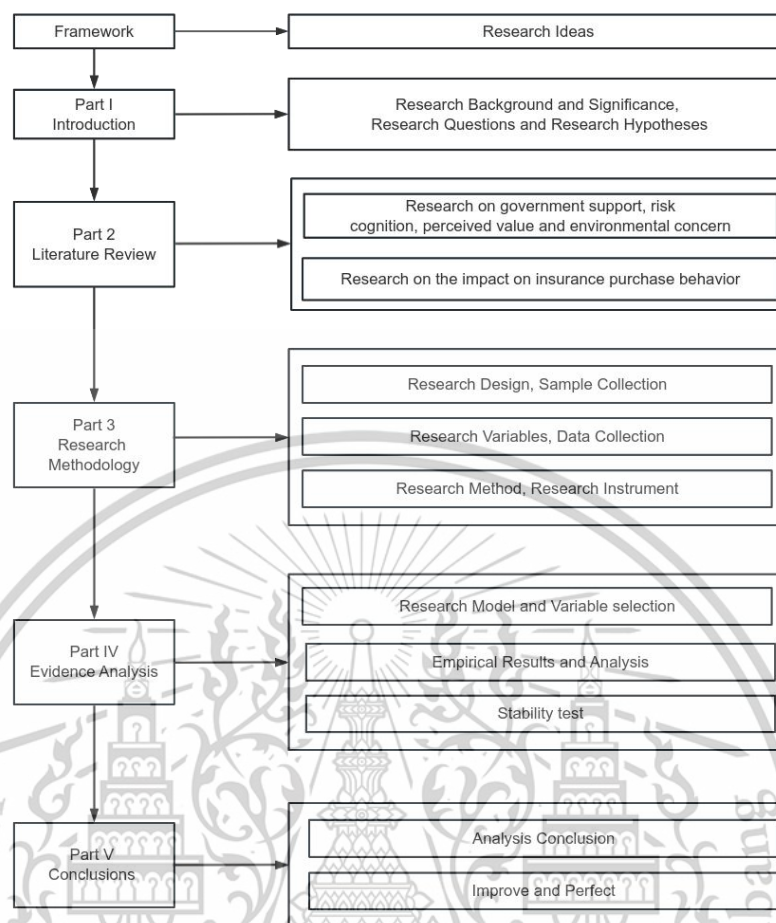 Framework
Research Ideas
Part I
Introduction
Research Background and Significance,
Research Questions and Research Hypotheses
Part 2
Literature Review
Research on government support, risk
cognition, perceived value and environmental concern
Research on the impact on insurance purchase behavior
Part 3
Research
Methodology
Research Design, Sample Collection
Research Variables, Data Collection
Research Method, Research Instrument
Part IV
Evidence Analysis
Research Model and Variable selection
Empirical Results and Analysis
Stability test
Part V
Conclusions
Analysis Conclusion
Improve and Perfect